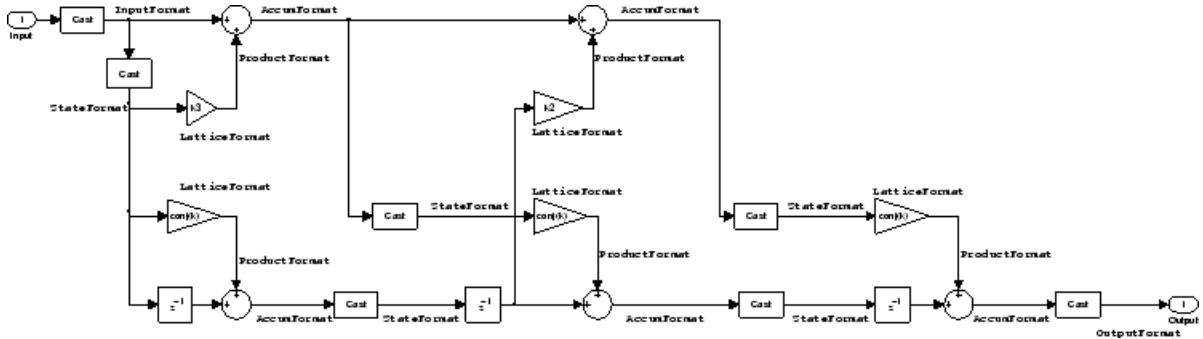 InputFormat AccumFormat AccumFormat
1 Cast
Input
Cast ProductFormat ProductFormat
StateFormat k3 k2
LatticeFormat LatticeFormat
LatticeFormat LatticeFormat LatticeFormat
conj(k) Cast StateFormat conj(k) Cast StateFormat conj(k)
ProductFormat ProductFormat ProductFormat
z⁻¹ Cast z⁻¹ Cast z⁻¹ Cast 1
AccumFormat StateFormat AccumFormat StateFormat AccumFormat Output
OutputFormat